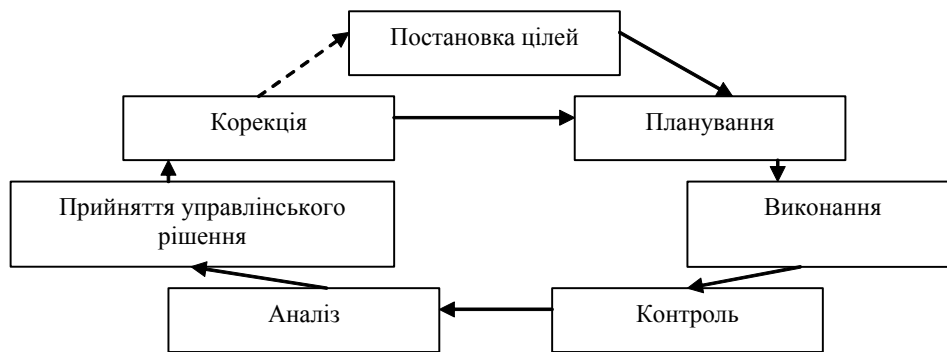 Постановка цілей
Корекція
Планування
Прийняття управлінського
рішення
Виконання
Аналіз
Контроль